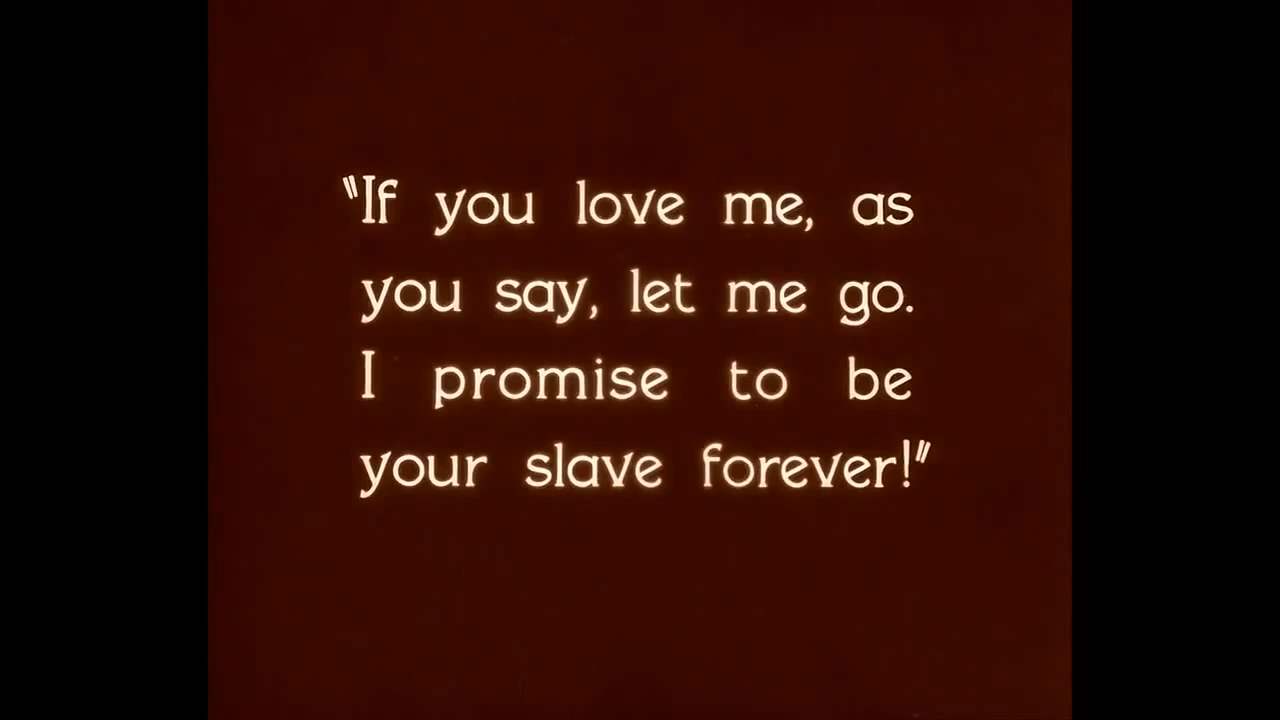 "If you love me, as
you say, let me go.
I promise to be
your slave forever!"